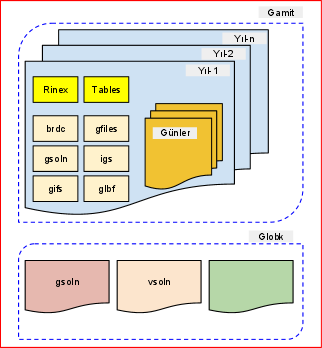 Gamit
Yıl-n
Yıl-2
Yıl-1
Rinex
Tables
brdc
gfiles
Günler
gsoln
igs
gifs
glbf
Globk
gsoln
vsoln